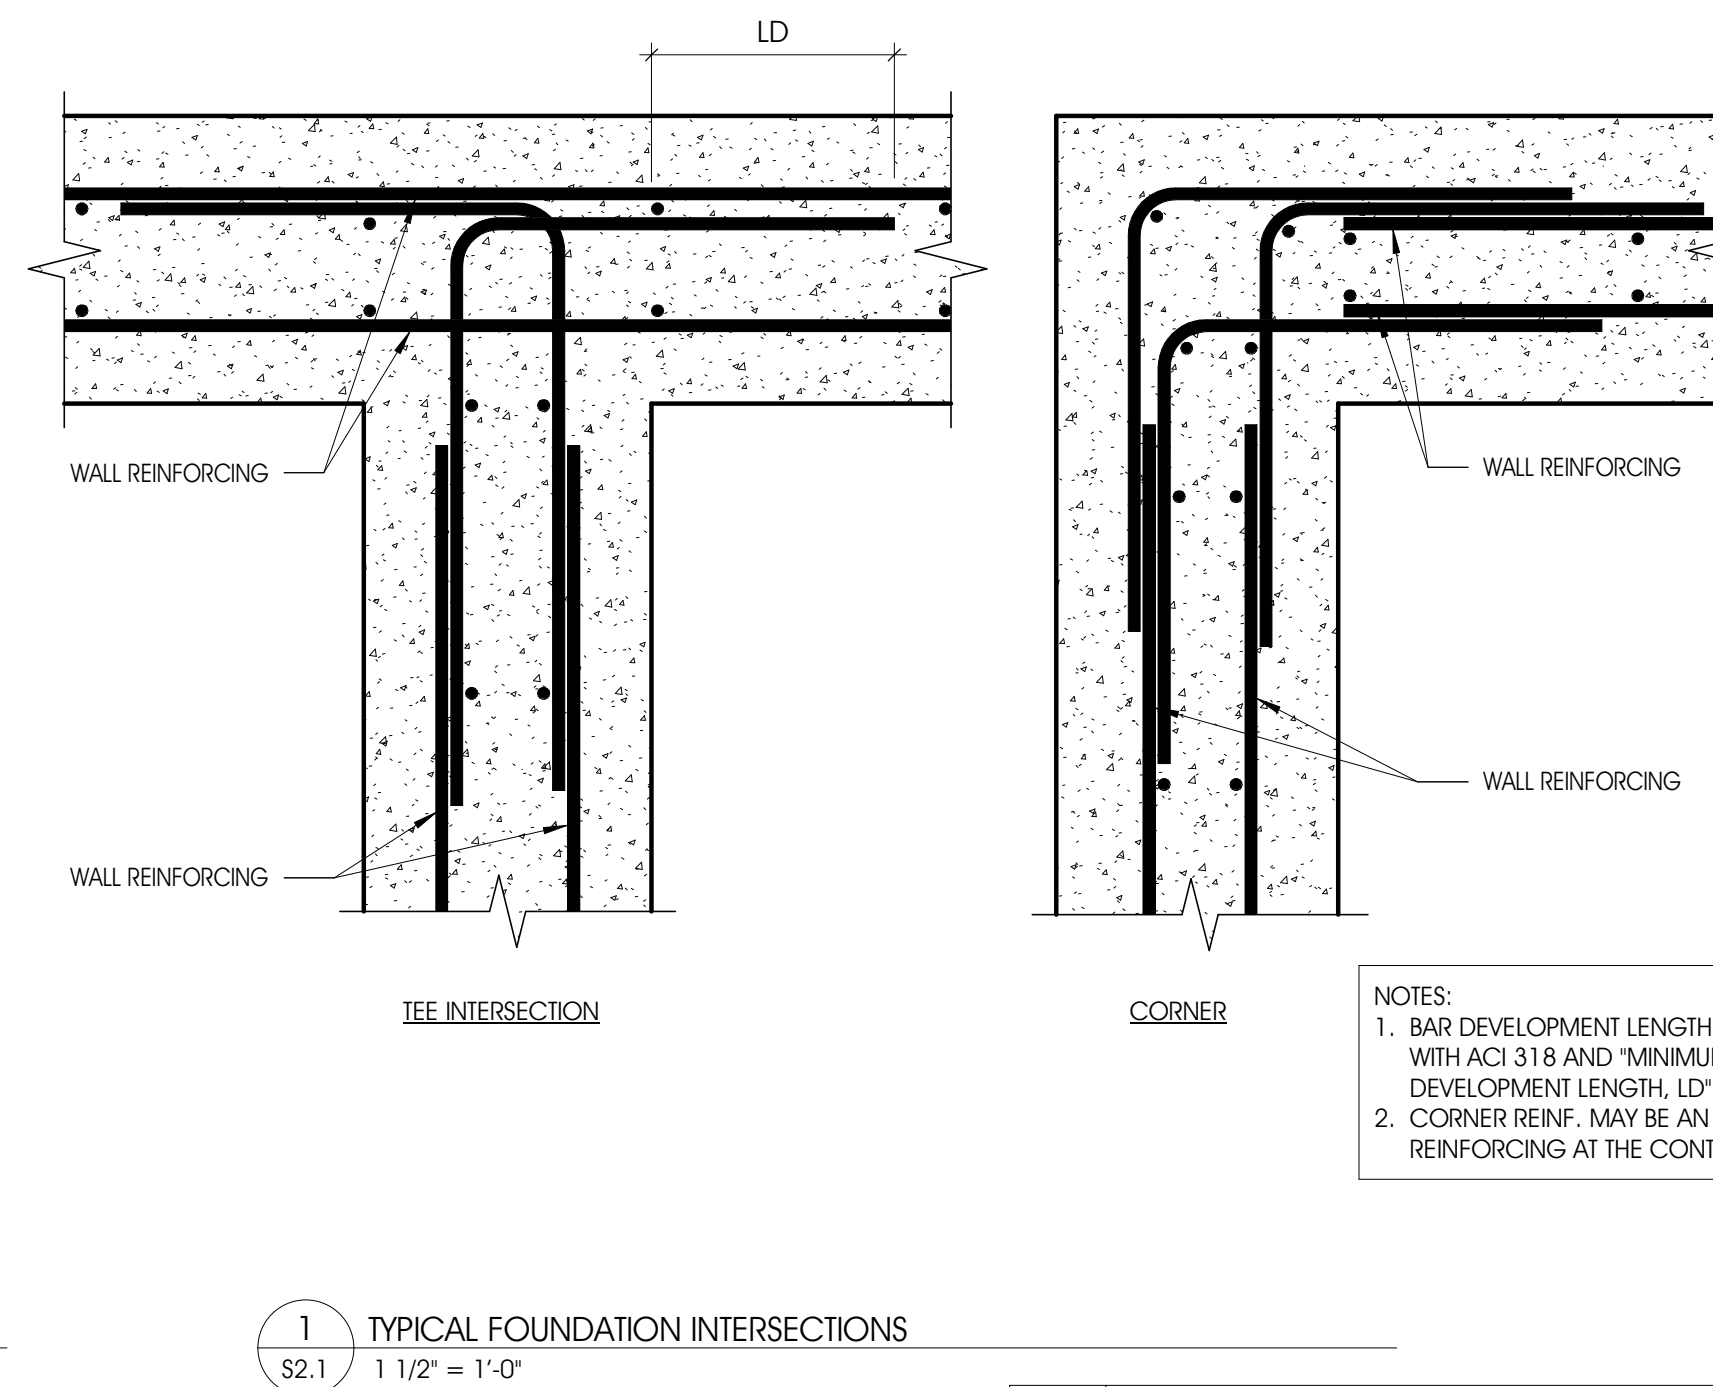 LD
WALL REINFORCING
WALL REINFORCING
WALL REINFORCING
WALL REINFORCING
TEE INTERSECTION
CORNER
NOTES:
1. BAR DEVELOPMENT LENGTH
WITH ACI 318 AND "MINIMU
DEVELOPMENT LENGTH, LD"
2. CORNER REINF. MAY BE AN
REINFORCING AT THE CONT
1 TYPICAL FOUNDATION INTERSECTIONS
S2.1 1 1/2" = 1'-0"